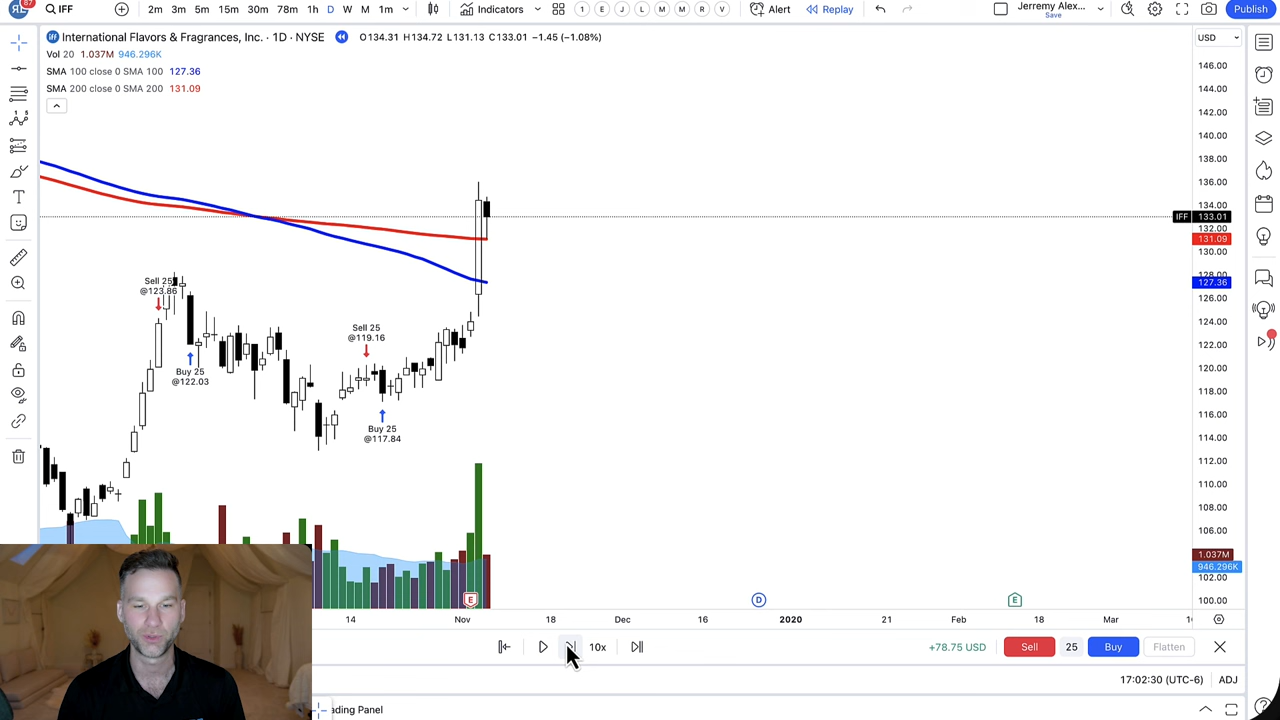 87
IFF
2m 3m 5m 15m 30m 78m 1h D W M 1m
Indicators
1 E J L M M R V
Alert
Replay
Jerremy Alex...
Save
Publish
International Flavors & Fragrances, Inc. · 1D · NYSE
O134.31 H134.72 L131.13 C133.01 −1.45 (−1.08%)
USD
Vol 20 1.037M 946.296K
SMA 100 close 0 SMA 100 127.36
SMA 200 close 0 SMA 200 131.09
146.00
144.00
142.00
140.00
138.00
136.00
134.00
IFF 133.01
132.00
131.09
130.00
128.00
127.36
126.00
124.00
122.00
120.00
118.00
116.00
114.00
112.00
110.00
108.00
106.00
1.037M
946.296K
102.00
100.00
Sell 25
@123.86
Buy 25
@122.03
Sell 25
@119.16
Buy 25
@117.84
E
D
E
14 Nov 18 Dec 16 2020 21 Feb 18 Mar
10x
+78.75 USD
Sell
25
Buy
Flatten
17:02:30 (UTC-6)
ADJ
ading Panel